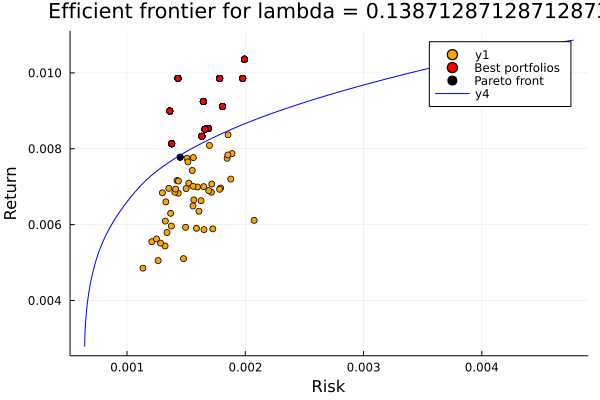 Efficient frontier for lambda = 0.1387128712871287
y1
Best portfolios
Pareto front
y4
0.010
0.008
0.006
0.004
Return
0.001
0.002
0.003
0.004
Risk